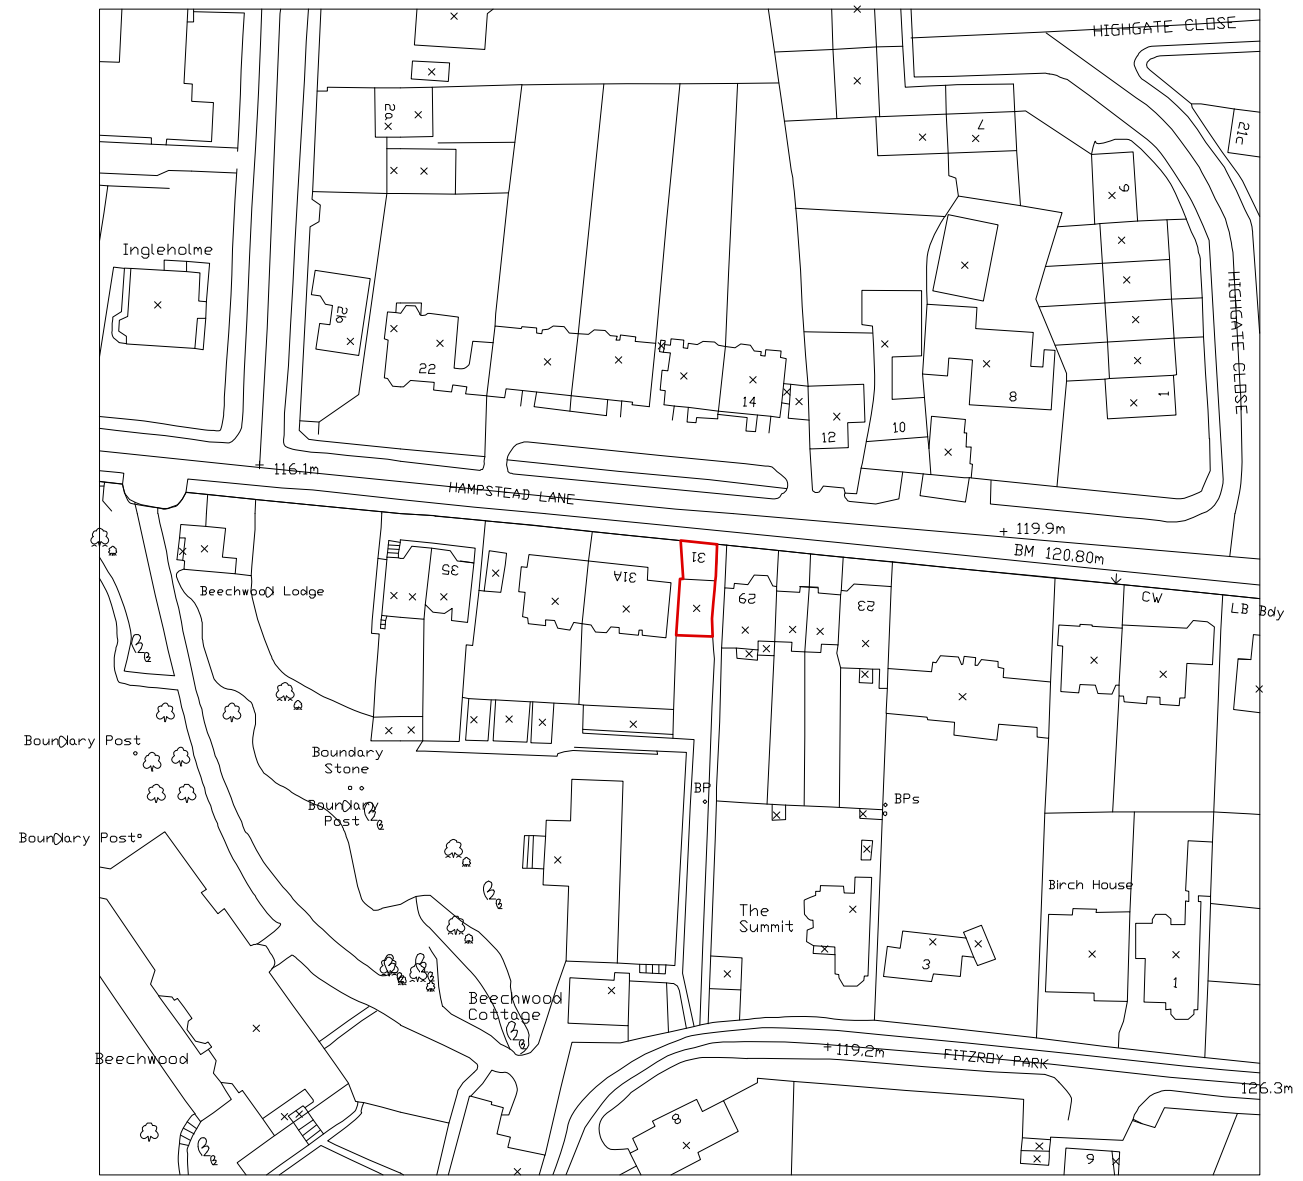 HIGHGATE CLOSE
2a
7
21c
9
Ingleholme
2b
HIGHGATE CLOSE
22
14
12
10
8
1
116.1m
HAMPSTEAD LANE
119.9m
BM 120.80m
31
35
31A
29
23
CW
LB Bdy
Beechwood Lodge
Boundary Post
Boundary
Stone
Boundary
Post
BP
BPs
Boundary Post
Birch House
The
Summit
3
1
Beechwood
Cottage
Beechwood
119.2m
FITZROY PARK
126.3m
8
9